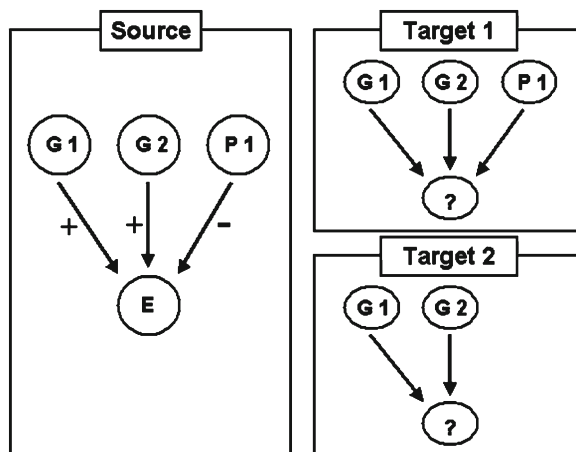 Source
G 1 G 2 P 1
+ + -
E
Target 1
G 1 G 2 P 1
?
Target 2
G 1 G 2
?